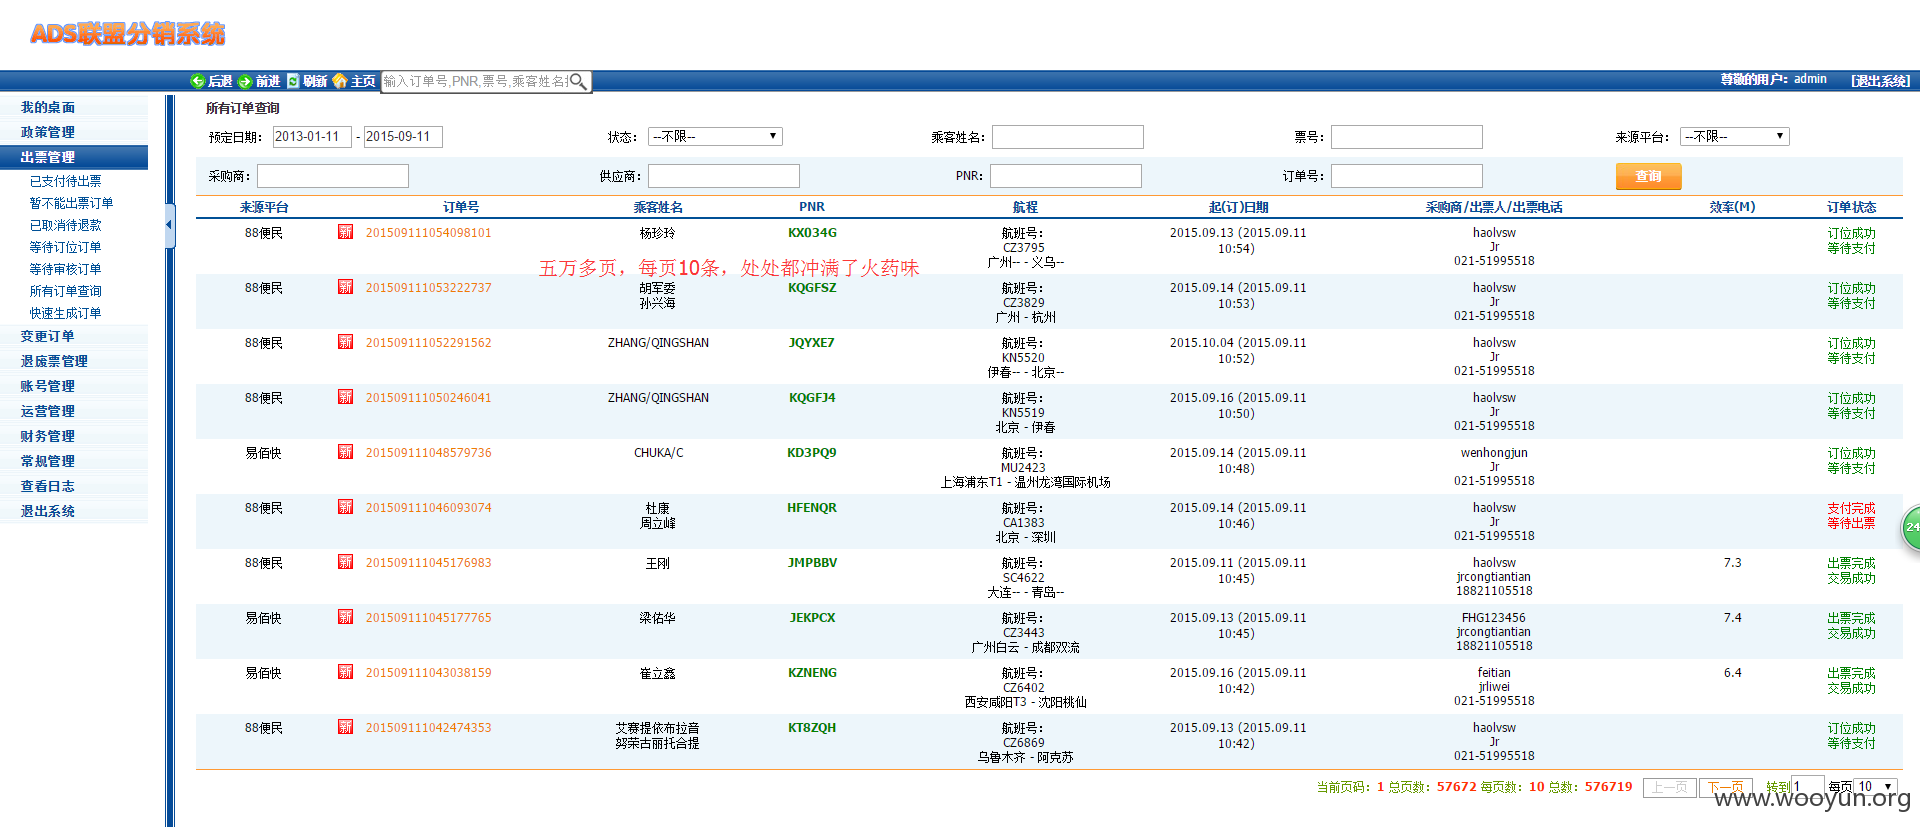 ADS联盟分销系统
后退 前进 刷新 主页 输入订单号,PNR,票号,乘客姓名
尊敬的用户：admin [退出系统]
我的桌面
政策管理
出票管理
已支付待出票
暂不能出票订单
已取消待退款
等待订位订单
等待审核订单
所有订单查询
快速生成订单
变更订单
退废票管理
账号管理
运营管理
财务管理
常规管理
查看日志
退出系统
所有订单查询
预定日期： 2013-01-11 - 2015-09-11 状态： --不限-- 乘客姓名： 票号： 来源平台： --不限--
采购商： 供应商： PNR： 订单号： 查询
来源平台 订单号 乘客姓名 PNR 航程 起(订)日期 采购商/出票人/出票电话 效率(M) 订单状态
88便民 新 201509111054098101 杨珍玲 KX034G 航班号： 2015.09.13 (2015.09.11 haolvsw 订位成功
CZ3795 10:54) Jr 等待支付
广州-- - 义乌-- 021-51995518
五万多页，每页10条，处处都冲满了火药味
88便民 新 201509111053222737 胡军委 KQGFSZ 航班号： 2015.09.14 (2015.09.11 haolvsw 订位成功
孙兴海 CZ3829 10:53) Jr 等待支付
广州 - 杭州 021-51995518
88便民 新 201509111052291562 ZHANG/QINGSHAN JQYXE7 航班号： 2015.10.04 (2015.09.11 haolvsw 订位成功
KN5520 10:52) Jr 等待支付
伊春-- - 北京-- 021-51995518
88便民 新 201509111050246041 ZHANG/QINGSHAN KQGFJ4 航班号： 2015.09.16 (2015.09.11 haolvsw 订位成功
KN5519 10:50) Jr 等待支付
北京 - 伊春 021-51995518
易佰快 新 201509111048579736 CHUKA/C KD3PQ9 航班号： 2015.09.14 (2015.09.11 wenhongjun 订位成功
MU2423 10:48) Jr 等待支付
上海浦东T1 - 温州龙湾国际机场 021-51995518
88便民 新 201509111046093074 杜康 HFENQR 航班号： 2015.09.14 (2015.09.11 haolvsw 支付完成
周立峰 CA1383 10:46) Jr 等待出票
北京 - 深圳 021-51995518
88便民 新 201509111045176983 王刚 JMPBBV 航班号： 2015.09.11 (2015.09.11 haolvsw 7.3 出票完成
SC4622 10:45) jrcongtiantian 交易成功
大连-- - 青岛-- 18821105518
易佰快 新 201509111045177765 梁佑华 JEKPCX 航班号： 2015.09.13 (2015.09.11 FHG123456 7.4 出票完成
CZ3443 10:45) jrcongtiantian 交易成功
广州白云 - 成都双流 18821105518
易佰快 新 201509111043038159 崔立鑫 KZNENG 航班号： 2015.09.16 (2015.09.11 feitian 6.4 出票完成
CZ6402 10:42) jrliwei 交易成功
西安咸阳T3 - 沈阳桃仙 021-51995518
88便民 新 201509111042474353 艾赛提依布拉音 KT8ZQH 航班号： 2015.09.13 (2015.09.11 haolvsw 订位成功
努荣古丽托合提 CZ6869 10:42) Jr 等待支付
乌鲁木齐 - 阿克苏 021-51995518
当前页码：1 总页数：57672 每页数：10 总数：576719 上一页 下一页 转到 1 每页 10
www.wooyun.org
24